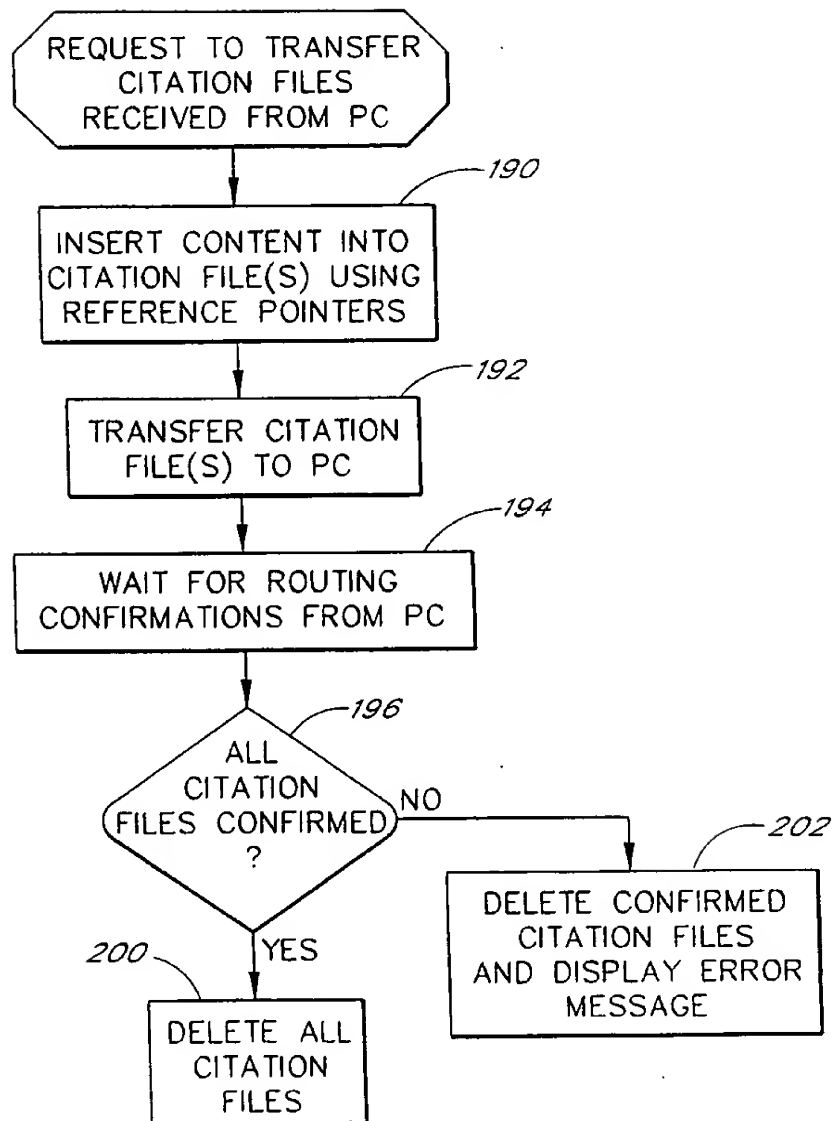 REQUEST TO TRANSFER
CITATION FILES
RECEIVED FROM PC
190
INSERT CONTENT INTO
CITATION FILE(S) USING
REFERENCE POINTERS
192
TRANSFER CITATION
FILE(S) TO PC
194
WAIT FOR ROUTING
CONFIRMATIONS FROM PC
196
ALL
CITATION
FILES CONFIRMED
?
NO
202
DELETE CONFIRMED
CITATION FILES
AND DISPLAY ERROR
MESSAGE
YES
200
DELETE ALL
CITATION
FILES